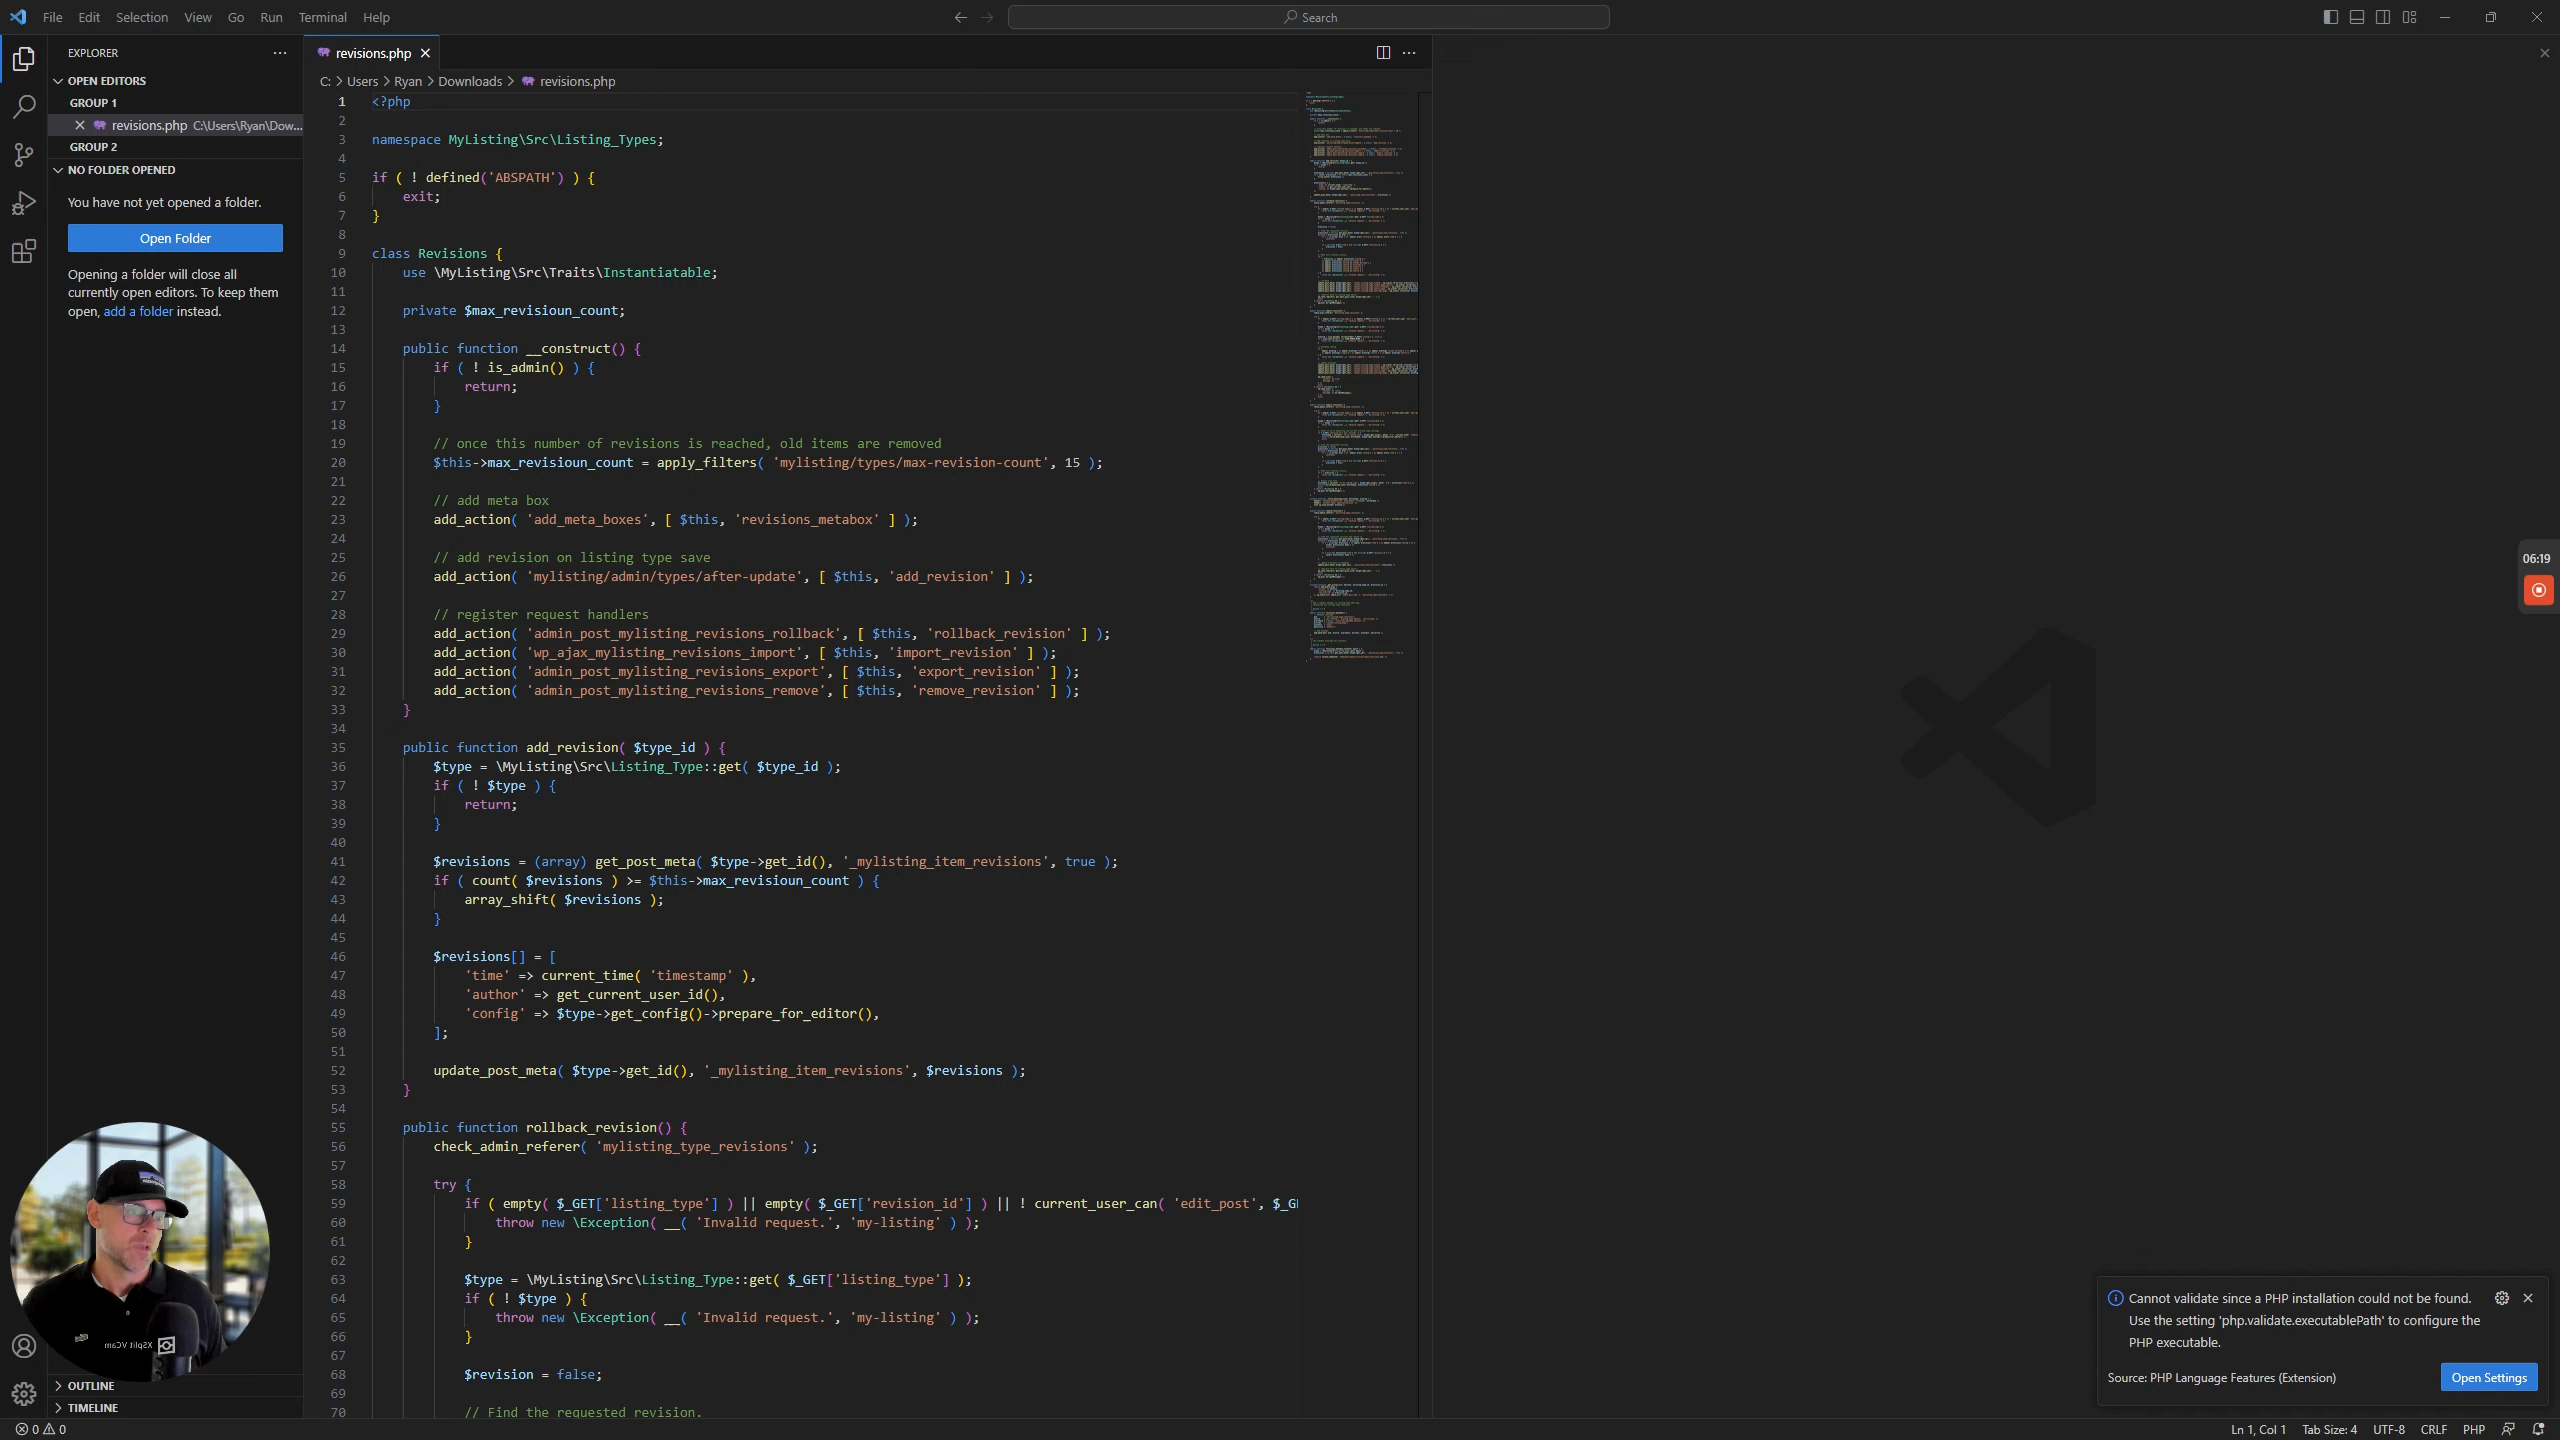 File Edit Selection View Go Run Terminal Help
Search
EXPLORER
OPEN EDITORS
GROUP 1
revisions.php C:\Users\Ryan\Dow...
GROUP 2
NO FOLDER OPENED
You have not yet opened a folder.
Open Folder
Opening a folder will close all
currently open editors. To keep them
open, add a folder instead.
OUTLINE
TIMELINE
revisions.php
C: > Users > Ryan > Downloads > revisions.php
1 <?php
2
3 namespace MyListing\Src\Listing_Types;
4
5 if ( ! defined('ABSPATH') ) {
6 exit;
7 }
8
9 class Revisions {
10 use \MyListing\Src\Traits\Instantiatable;
11
12 private $max_revisioun_count;
13
14 public function __construct() {
15 if ( ! is_admin() ) {
16 return;
17 }
18
19 // once this number of revisions is reached, old items are removed
20 $this->max_revisioun_count = apply_filters( 'mylisting/types/max-revision-count', 15 );
21
22 // add meta box
23 add_action( 'add_meta_boxes', [ $this, 'revisions_metabox' ] );
24
25 // add revision on listing type save
26 add_action( 'mylisting/admin/types/after-update', [ $this, 'add_revision' ] );
27
28 // register request handlers
29 add_action( 'admin_post_mylisting_revisions_rollback', [ $this, 'rollback_revision' ] );
30 add_action( 'wp_ajax_mylisting_revisions_import', [ $this, 'import_revision' ] );
31 add_action( 'admin_post_mylisting_revisions_export', [ $this, 'export_revision' ] );
32 add_action( 'admin_post_mylisting_revisions_remove', [ $this, 'remove_revision' ] );
33 }
34
35 public function add_revision( $type_id ) {
36 $type = \MyListing\Src\Listing_Type::get( $type_id );
37 if ( ! $type ) {
38 return;
39 }
40
41 $revisions = (array) get_post_meta( $type->get_id(), '_mylisting_item_revisions', true );
42 if ( count( $revisions ) >= $this->max_revisioun_count ) {
43 array_shift( $revisions );
44 }
45
46 $revisions[] = [
47 'time' => current_time( 'timestamp' ),
48 'author' => get_current_user_id(),
49 'config' => $type->get_config()->prepare_for_editor(),
50 ];
51
52 update_post_meta( $type->get_id(), '_mylisting_item_revisions', $revisions );
53 }
54
55 public function rollback_revision() {
56 check_admin_referer( 'mylisting_type_revisions' );
57
58 try {
59 if ( empty( $_GET['listing_type'] ) || empty( $_GET['revision_id'] ) || ! current_user_can( 'edit_post', $_G
60 throw new \Exception( __( 'Invalid request.', 'my-listing' ) );
61 }
62
63 $type = \MyListing\Src\Listing_Type::get( $_GET['listing_type'] );
64 if ( ! $type ) {
65 throw new \Exception( __( 'Invalid request.', 'my-listing' ) );
66 }
67
68 $revision = false;
69
70 // Find the requested revision.
06:19
XSplit VCam
Cannot validate since a PHP installation could not be found.
Use the setting 'php.validate.executablePath' to configure the
PHP executable.
Source: PHP Language Features (Extension)
Open Settings
0 0
Ln 1, Col 1 Tab Size: 4 UTF-8 CRLF PHP